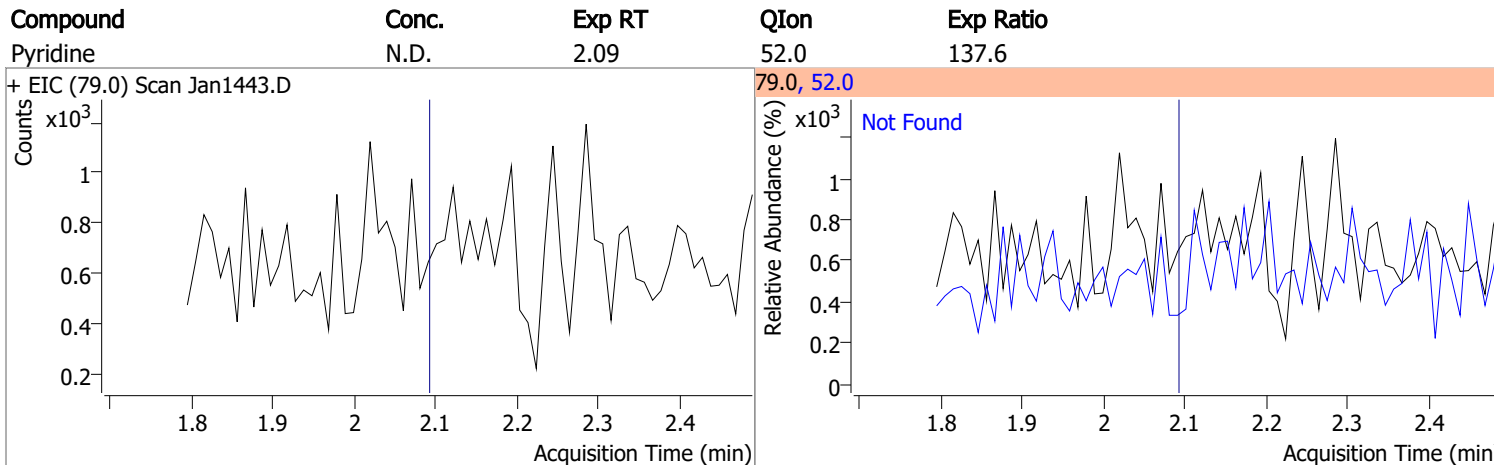 Compound Conc. Exp RT QIon Exp Ratio
Pyridine N.D. 2.09 52.0 137.6
+ EIC (79.0) Scan Jan1443.D
Counts
x10³
1
0.8
0.6
0.4
0.2
1.8 1.9 2 2.1 2.2 2.3 2.4
Acquisition Time (min)
79.0, 52.0
Relative Abundance (%)
x10³
Not Found
1
0.8
0.6
0.4
0.2
0
1.8 1.9 2 2.1 2.2 2.3 2.4
Acquisition Time (min